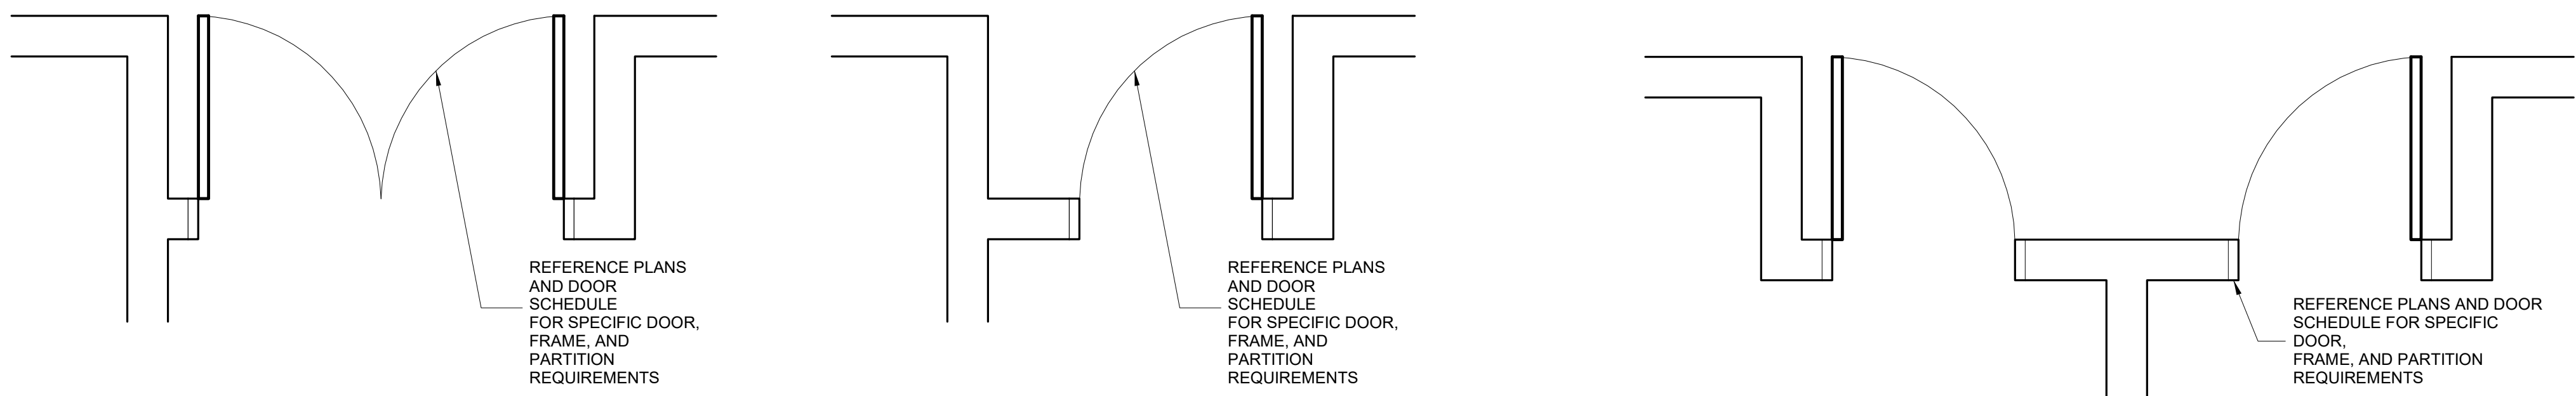 REFERENCE PLANS
AND DOOR
SCHEDULE
FOR SPECIFIC DOOR,
FRAME, AND
PARTITION
REQUIREMENTS
REFERENCE PLANS
AND DOOR
SCHEDULE
FOR SPECIFIC DOOR,
FRAME, AND
PARTITION
REQUIREMENTS
REFERENCE PLANS AND DOOR
SCHEDULE FOR SPECIFIC
DOOR,
FRAME, AND PARTITION
REQUIREMENTS